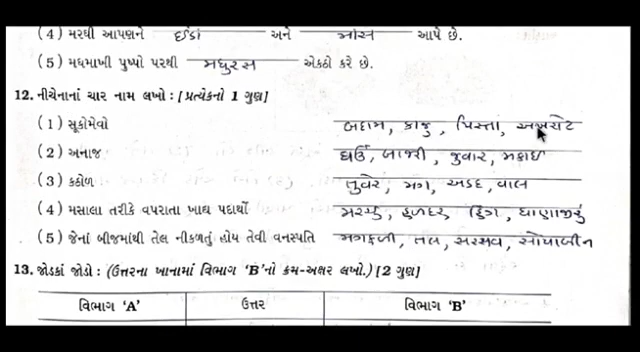 (4) મરઘી આપણને ઈંડાં અને માંસ આપે છે.
(5) મધમાખી પુષ્પો પરથી મધુરસ એકઠો કરે છે.
12. નીચેનાનાં ચાર નામ લખો : [પ્રત્યેકનો 1 ગુણ]
(1) સૂકોમેવો બદામ, કાજુ, પિસ્તાં, અખરોટ
(2) અનાજ ઘઉં, બાજરી, જુવાર, મકાઈ
(3) કઠોળ તુવેર, મગ, અડદ, વાલ
(4) મસાલા તરીકે વપરાતા ખાદ્ય પદાર્થો મરચું, હળદર, હિંગ, ધાણાજીરું
(5) જેનાં બીજમાંથી તેલ નીકળતું હોય તેવી વનસ્પતિ મગફળી, તલ, સરસવ, સોયાબીન
13. જોડકાં જોડો : (ઉત્તરના ખાનામાં વિભાગ ‘B’નો ક્રમ-અક્ષર લખો.) [2 ગુણ]
વિભાગ ‘A’ ઉત્તર વિભાગ ‘B’